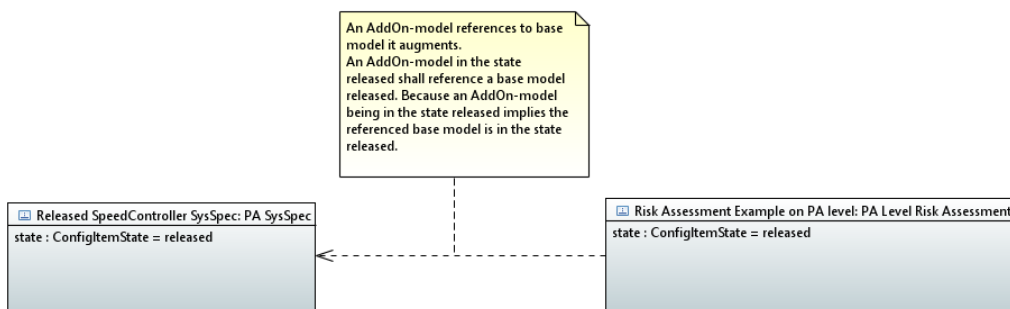 An AddOn-model references to base
model it augments.
An AddOn-model in the state
released shall reference a base model
released. Because an AddOn-model
being in the state released implies the
referenced base model is in the state
released.
Released SpeedController SysSpec: PA SysSpec
state : ConfigItemState = released
Risk Assessment Example on PA level: PA Level Risk Assessment
state : ConfigItemState = released